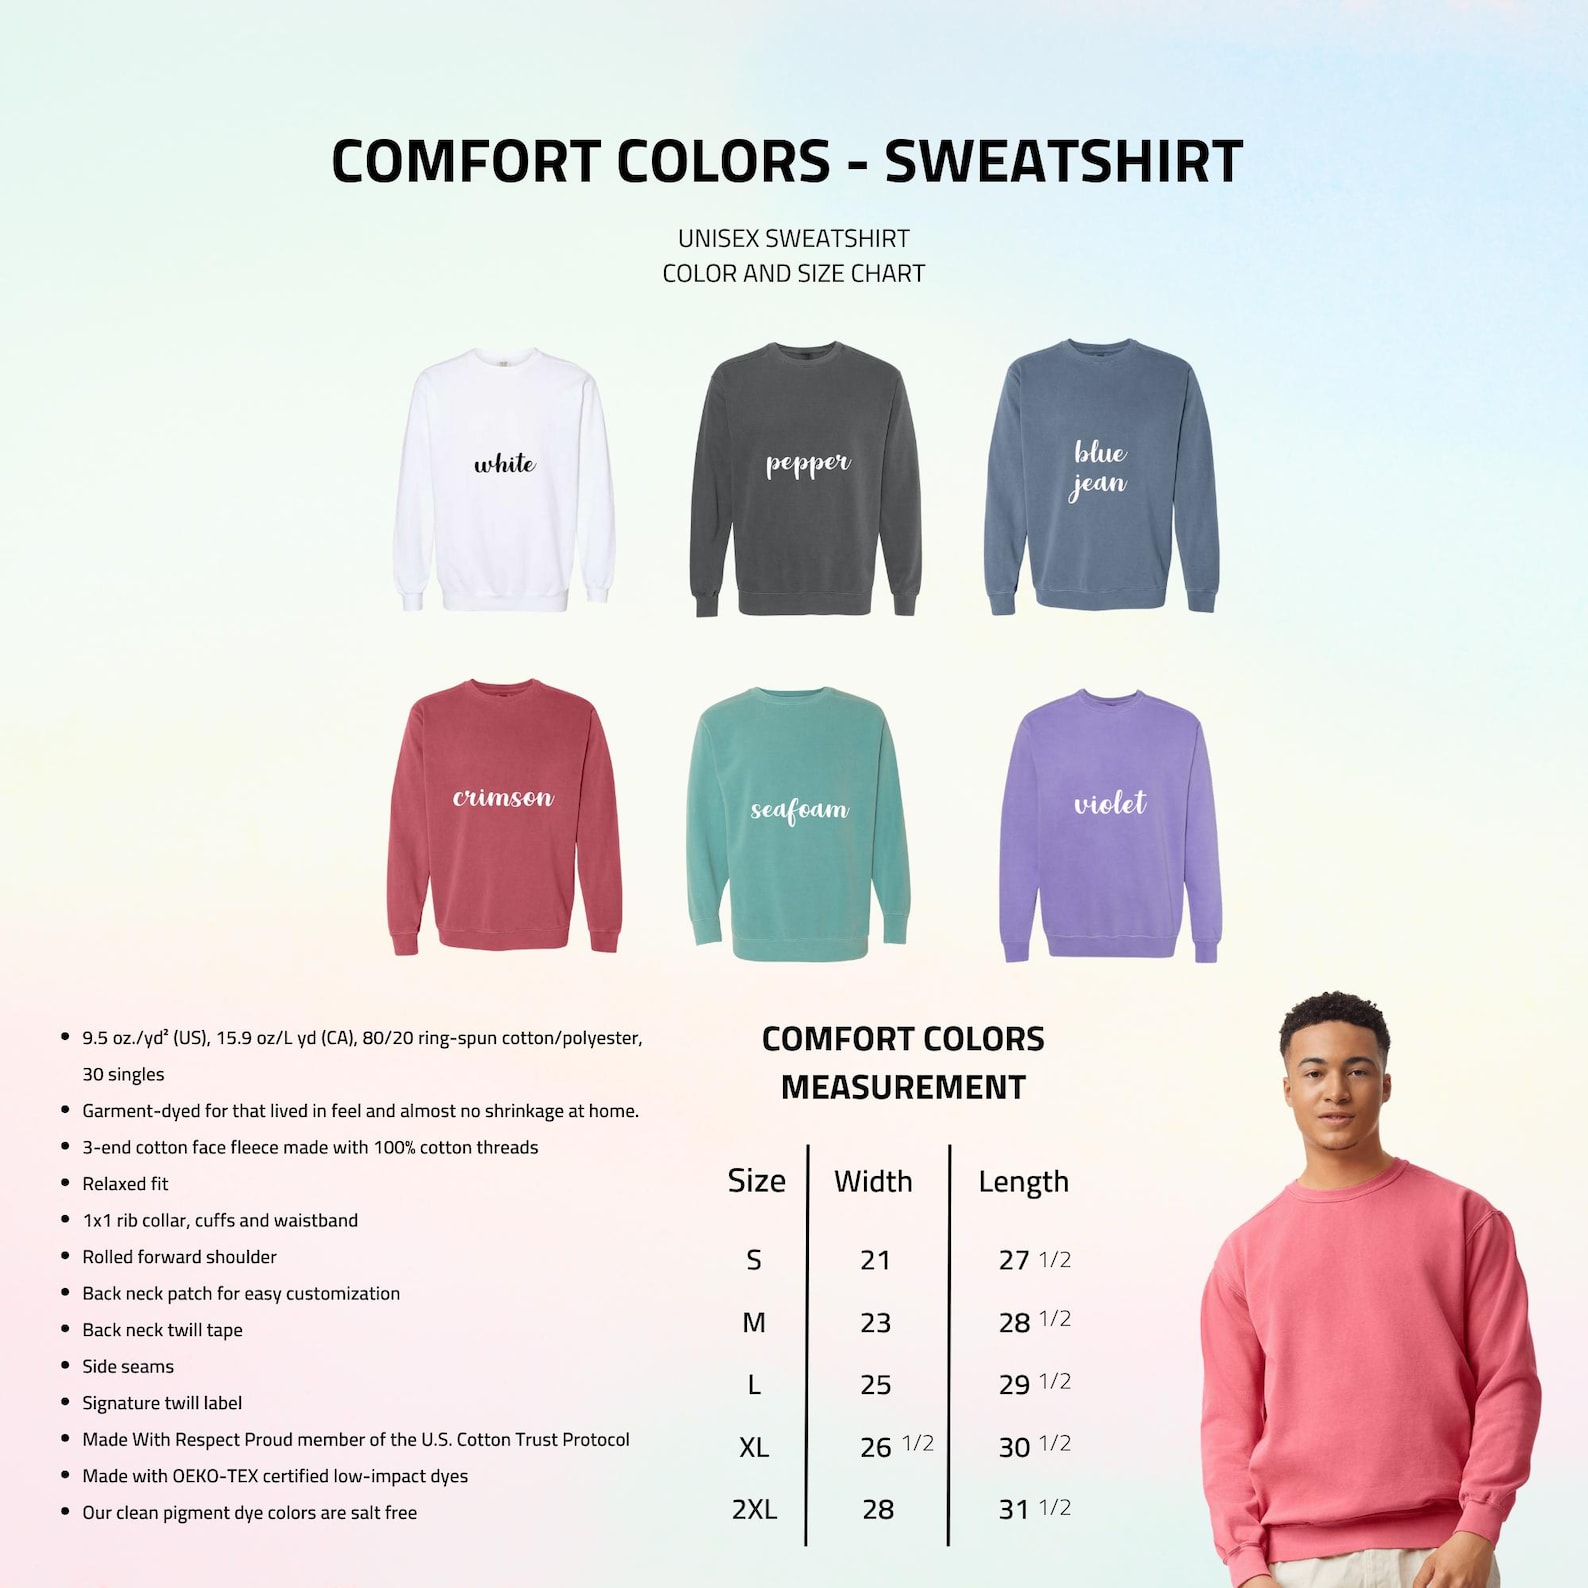 COMFORT COLORS - SWEATSHIRT
UNISEX SWEATSHIRT
COLOR AND SIZE CHART
white
pepper
blue
jean
crimson
seafoam
violet
9.5 oz./yd² (US), 15.9 oz/L yd (CA), 80/20 ring-spun cotton/polyester,
30 singles
Garment-dyed for that lived in feel and almost no shrinkage at home.
3-end cotton face fleece made with 100% cotton threads
Relaxed fit
1x1 rib collar, cuffs and waistband
Rolled forward shoulder
Back neck patch for easy customization
Back neck twill tape
Side seams
Signature twill label
Made With Respect Proud member of the U.S. Cotton Trust Protocol
Made with OEKO-TEX certified low-impact dyes
Our clean pigment dye colors are salt free
COMFORT COLORS
MEASUREMENT
Size Width Length
S 21 27 1/2
M 23 28 1/2
L 25 29 1/2
XL 26 1/2 30 1/2
2XL 28 31 1/2